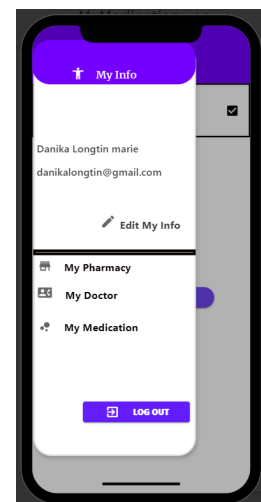 My Info
Danika Longtin marie
danikalongtin@gmail.com
Edit My Info
My Pharmacy
My Doctor
My Medication
LOG OUT